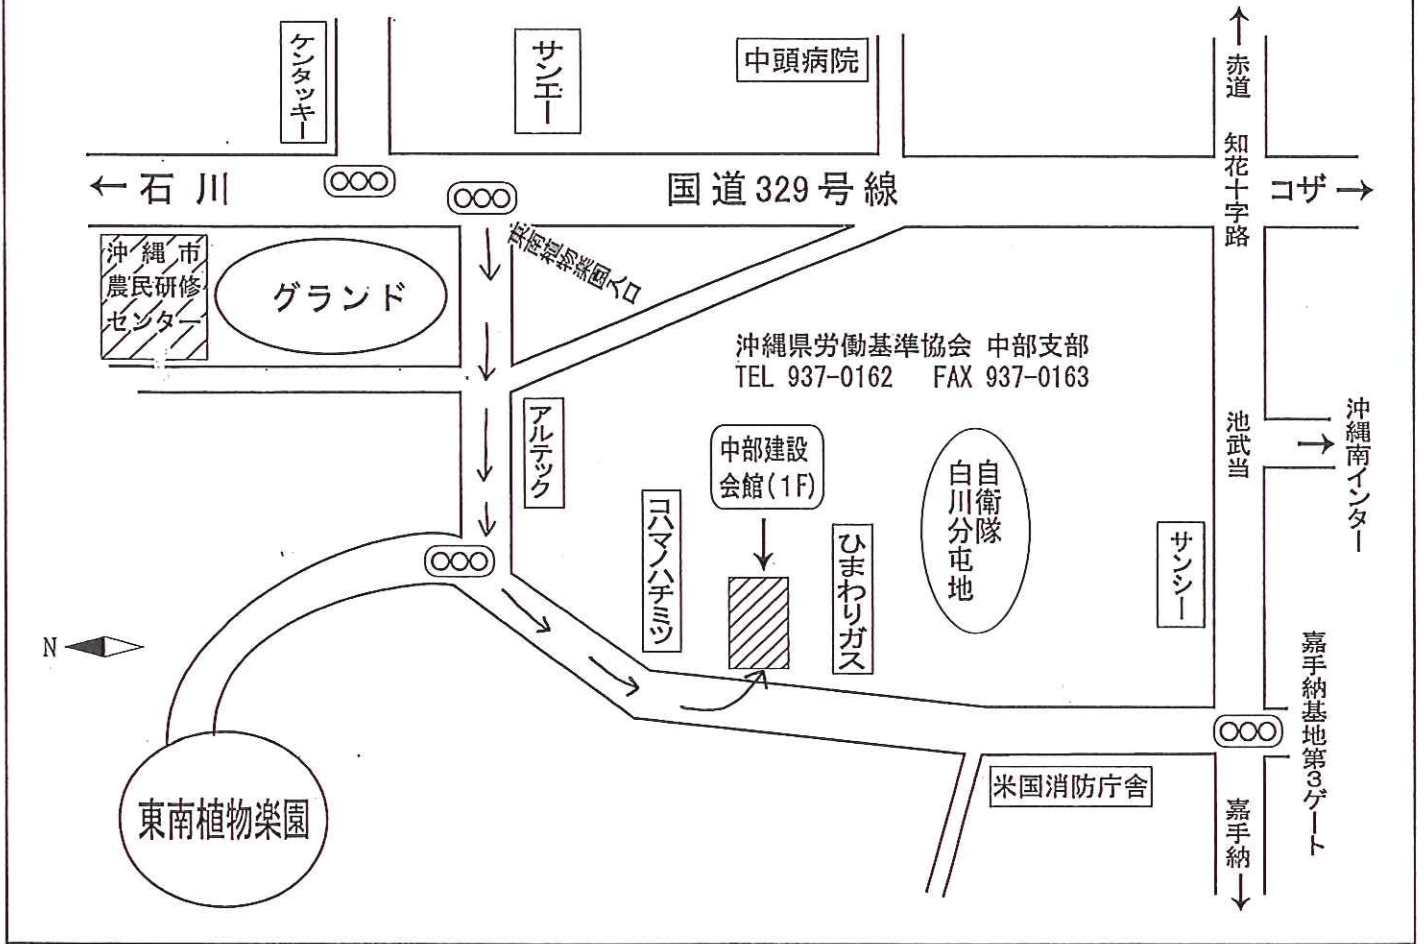 ケンタッキー
サンエー
中頭病院
↑赤道
知花十字路
←石川
国道329号線
コザ→
東南植物楽園入口
沖縄市
農民研修
センター
グランド
沖縄県労働基準協会 中部支部
TEL 937-0162 FAX 937-0163
アルテック
中部建設
会館(1F)
コハマノハチミツ
ひまわりガス
自衛隊
白川分屯地
池武当
→沖縄南インター
サンシー
N
嘉手納基地第3ゲート
米国消防庁舎
東南植物楽園
嘉手納↓